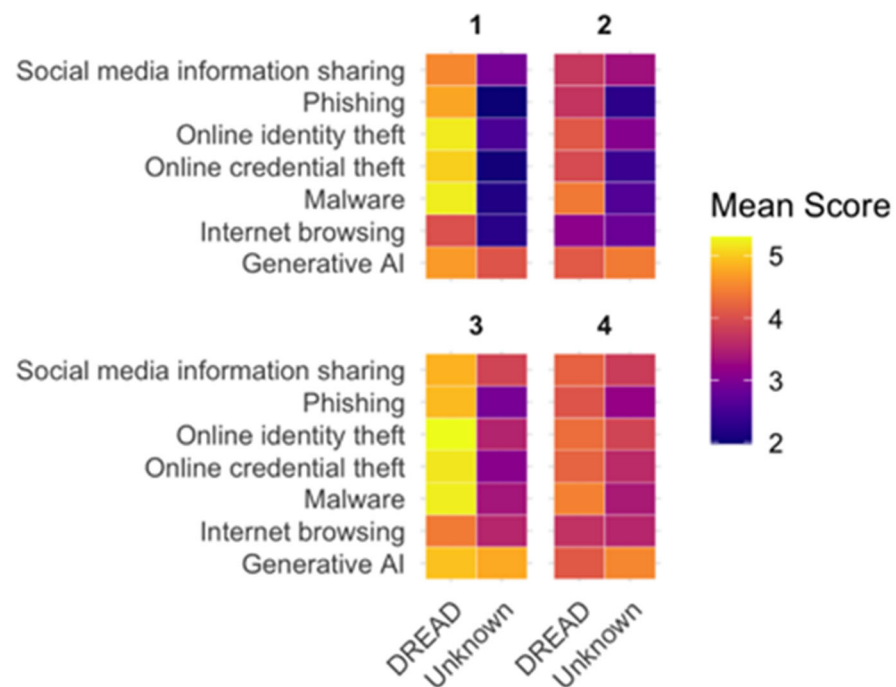 1 2
Social media information sharing
Phishing
Online identity theft
Online credential theft
Malware
Internet browsing
Generative AI
3 4
Social media information sharing
Phishing
Online identity theft
Online credential theft
Malware
Internet browsing
Generative AI
DREAD Unknown DREAD Unknown
Mean Score
5
4
3
2